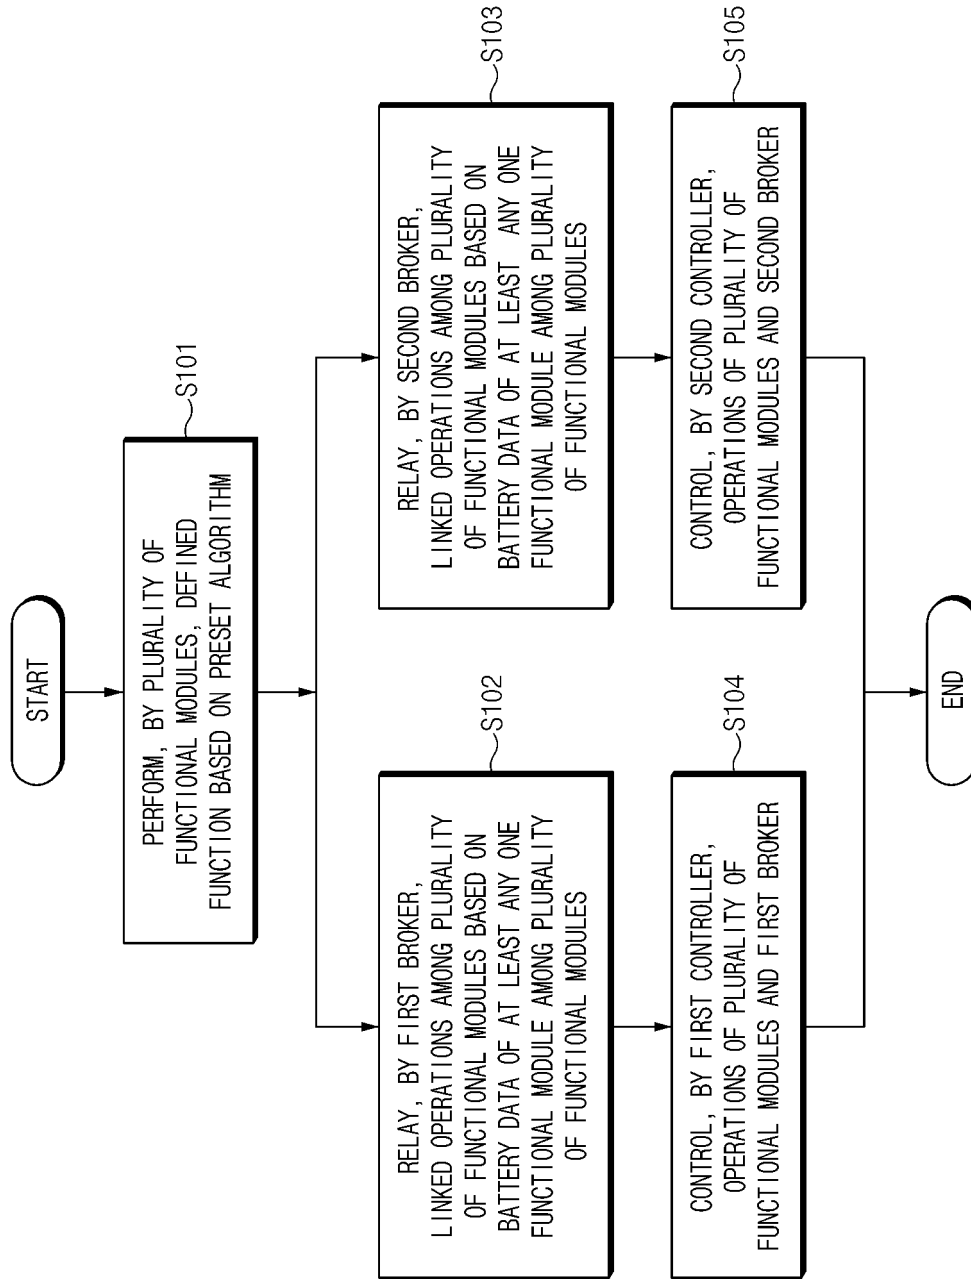 START
S101
PERFORM, BY PLURALITY OF
FUNCTIONAL MODULES, DEFINED
FUNCTION BASED ON PRESET ALGORITHM
S102
RELAY, BY FIRST BROKER,
LINKED OPERATIONS AMONG PLURALITY
OF FUNCTIONAL MODULES BASED ON
BATTERY DATA OF AT LEAST ANY ONE
FUNCTIONAL MODULE AMONG PLURALITY
OF FUNCTIONAL MODULES
S103
RELAY, BY SECOND BROKER,
LINKED OPERATIONS AMONG PLURALITY
OF FUNCTIONAL MODULES BASED ON
BATTERY DATA OF AT LEAST ANY ONE
FUNCTIONAL MODULE AMONG PLURALITY
OF FUNCTIONAL MODULES
S104
CONTROL, BY FIRST CONTROLLER,
OPERATIONS OF PLURALITY OF
FUNCTIONAL MODULES AND FIRST BROKER
S105
CONTROL, BY SECOND CONTROLLER,
OPERATIONS OF PLURALITY OF
FUNCTIONAL MODULES AND SECOND BROKER
END